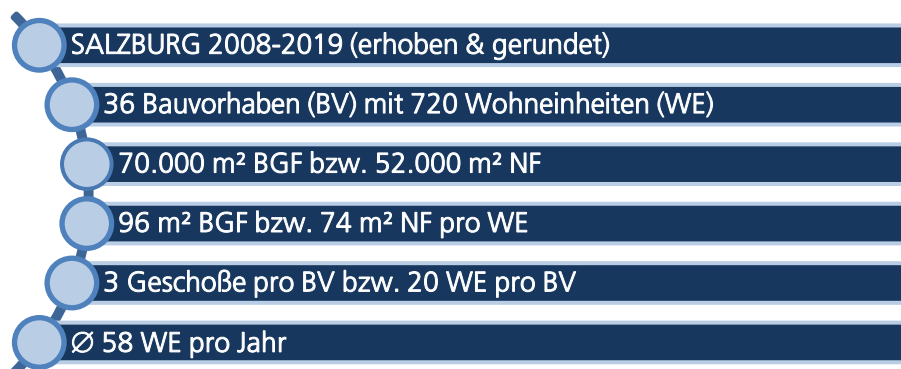 SALZBURG 2008-2019 (erhoben & gerundet)
36 Bauvorhaben (BV) mit 720 Wohneinheiten (WE)
70.000 m² BGF bzw. 52.000 m² NF
96 m² BGF bzw. 74 m² NF pro WE
3 Geschoße pro BV bzw. 20 WE pro BV
Ø 58 WE pro Jahr